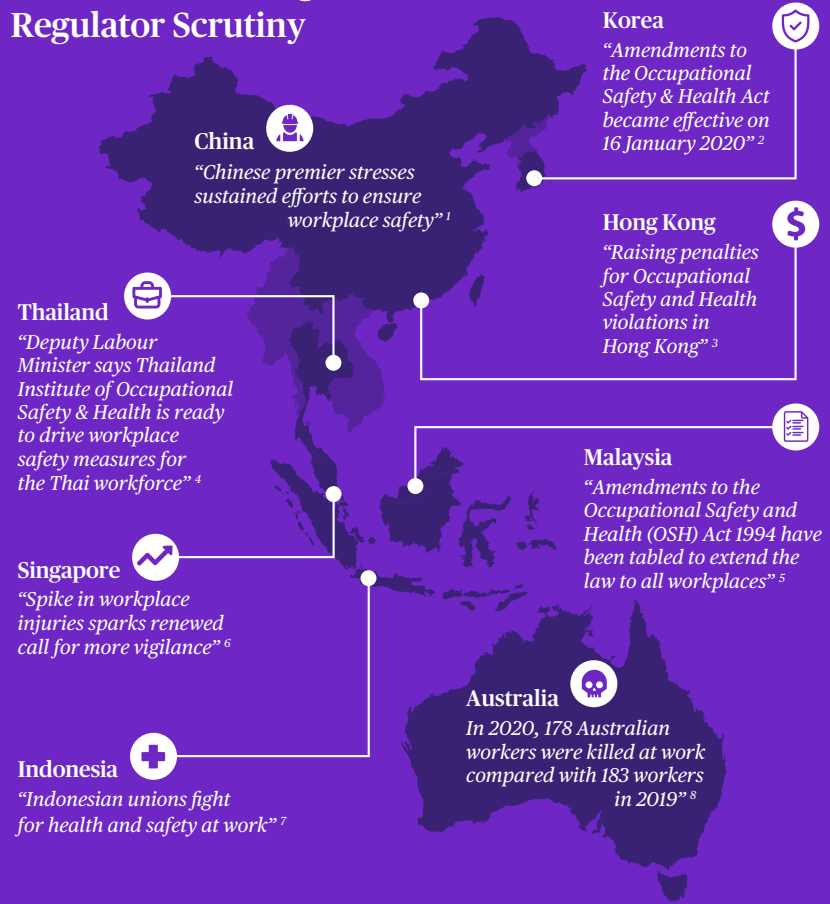 Regulator Scrutiny
Korea
“Amendments to
the Occupational
Safety & Health Act
became effective on
16 January 2020” 2
China
“Chinese premier stresses
sustained efforts to ensure
workplace safety” 1
Hong Kong
“Raising penalties
for Occupational
Safety and Health
violations in
Hong Kong” 3
Thailand
“Deputy Labour
Minister says Thailand
Institute of Occupational
Safety & Health is ready
to drive workplace
safety measures for
the Thai workforce” 4
Malaysia
“Amendments to the
Occupational Safety and
Health (OSH) Act 1994 have
been tabled to extend the
law to all workplaces” 5
Singapore
“Spike in workplace
injuries sparks renewed
call for more vigilance” 6
Australia
In 2020, 178 Australian
workers were killed at work
compared with 183 workers
in 2019” 8
Indonesia
“Indonesian unions fight
for health and safety at work” 7